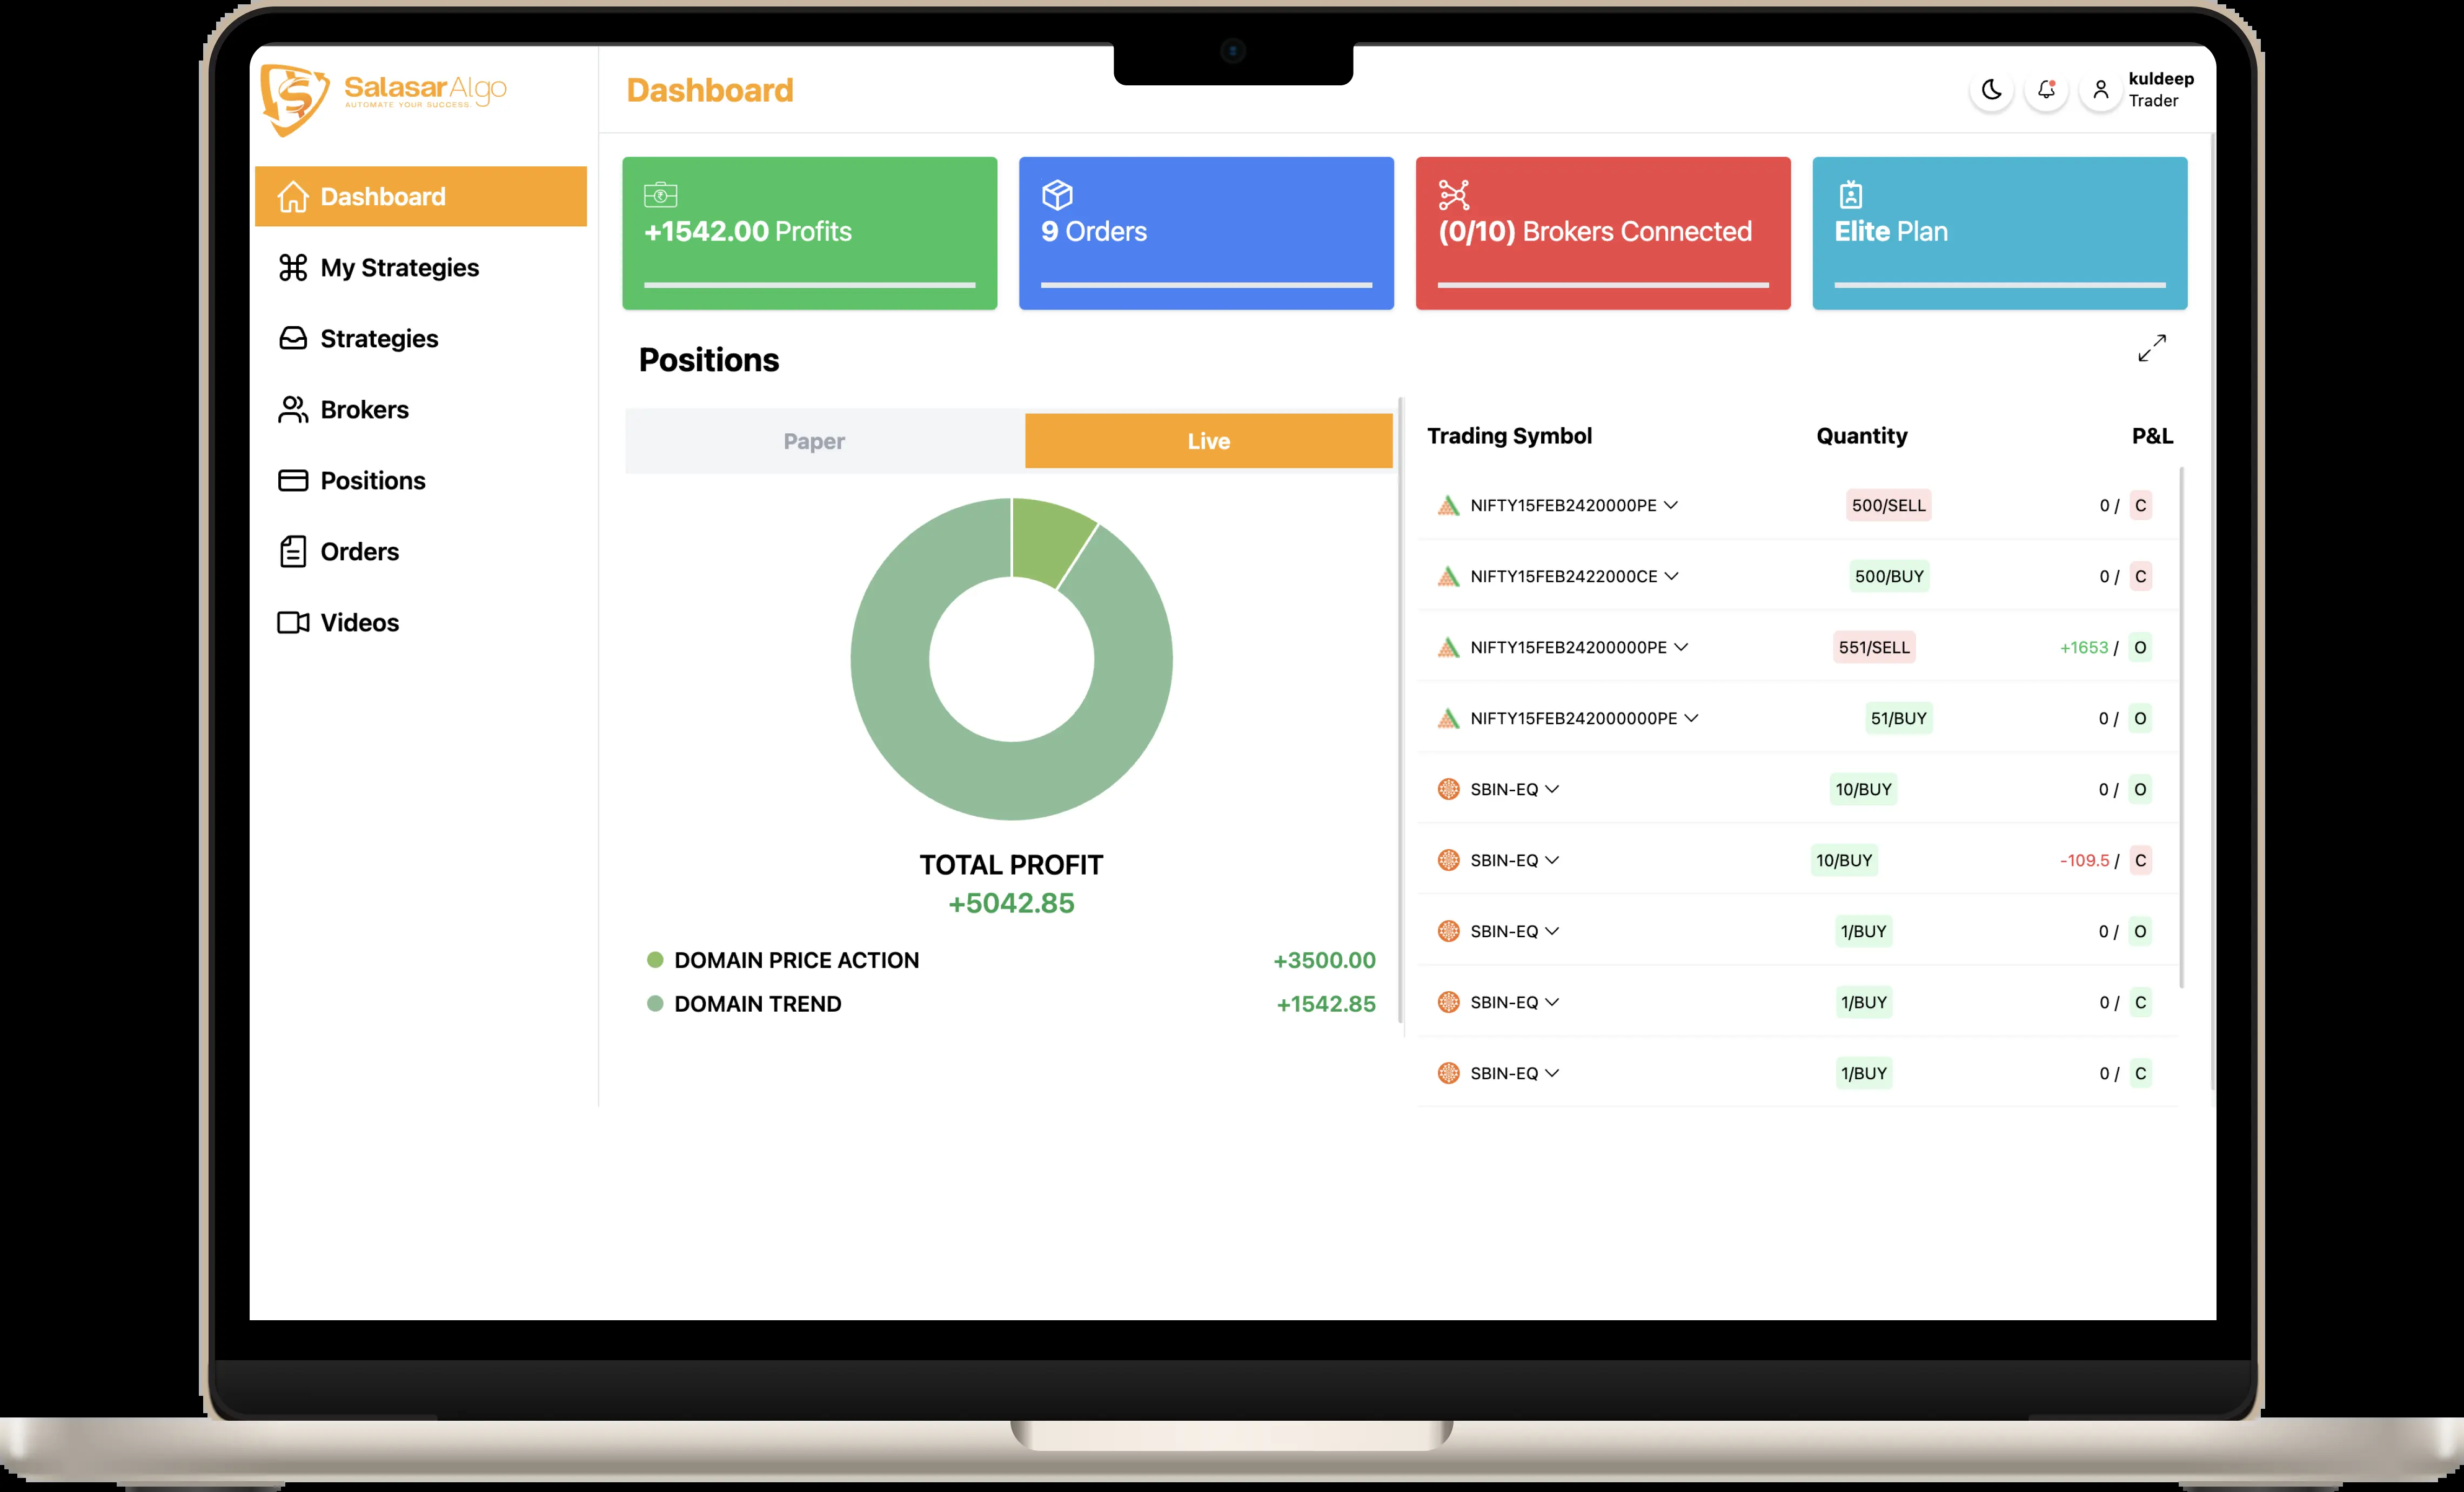 SalasarAlgo
AUTOMATE YOUR SUCCESS.
Dashboard
kuldeep
Trader
Dashboard
My Strategies
Strategies
Brokers
Positions
Orders
Videos
+1542.00 Profits
9 Orders
(0/10) Brokers Connected
Elite Plan
Positions
Paper
Live
TOTAL PROFIT
+5042.85
DOMAIN PRICE ACTION +3500.00
DOMAIN TREND +1542.85
Trading Symbol Quantity P&L
NIFTY15FEB2420000PE 500/SELL 0 / C
NIFTY15FEB2422000CE 500/BUY 0 / C
NIFTY15FEB24200000PE 551/SELL +1653 / O
NIFTY15FEB242000000PE 51/BUY 0 / O
SBIN-EQ 10/BUY 0 / O
SBIN-EQ 10/BUY -109.5 / C
SBIN-EQ 1/BUY 0 / O
SBIN-EQ 1/BUY 0 / C
SBIN-EQ 1/BUY 0 / C